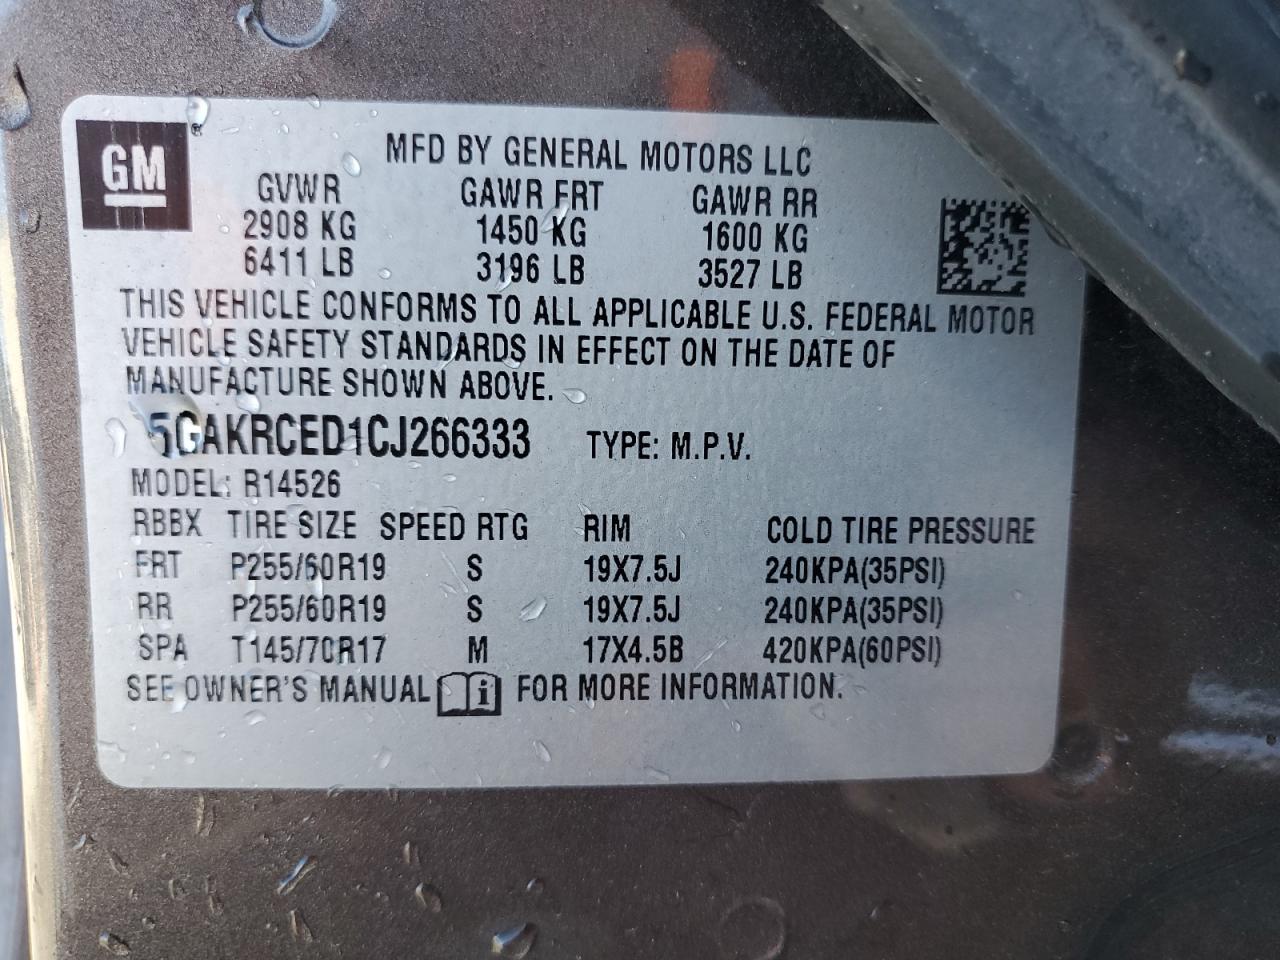 GM ®
MFD BY GENERAL MOTORS LLC
GVWR GAWR FRT GAWR RR
2908 KG 1450 KG 1600 KG
6411 LB 3196 LB 3527 LB
THIS VEHICLE CONFORMS TO ALL APPLICABLE U.S. FEDERAL MOTOR
VEHICLE SAFETY STANDARDS IN EFFECT ON THE DATE OF
MANUFACTURE SHOWN ABOVE.
5GAKRCED1CJ266333 TYPE: M.P.V.
MODEL: R14526
RBBX TIRE SIZE SPEED RTG RIM COLD TIRE PRESSURE
FRT P255/60R19 S 19X7.5J 240KPA(35PSI)
RR P255/60R19 S 19X7.5J 240KPA(35PSI)
SPA T145/70R17 M 17X4.5B 420KPA(60PSI)
SEE OWNER'S MANUAL i FOR MORE INFORMATION.